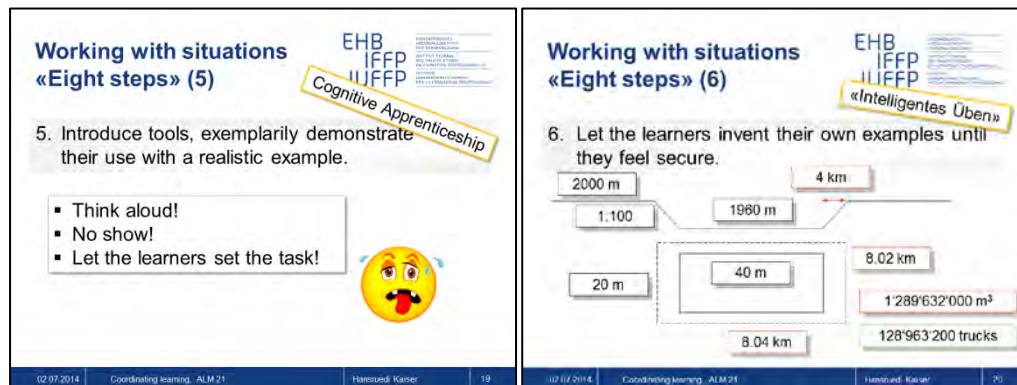 Working with situations
«Eight steps» (5)
EHB
IFFP
IUFFP
Cognitive Apprenticeship
5. Introduce tools, exemplarily demonstrate
their use with a realistic example.
▪ Think aloud!
▪ No show!
▪ Let the learners set the task!
02.07.2014 Coordinating learning, ALM 21 Hansruedi Kaiser 19
Working with situations
«Eight steps» (6)
EHB
IFFP
IUFFP
«Intelligentes Üben»
6. Let the learners invent their own examples until
they feel secure.
2000 m
4 km
1:100
1960 m
8.02 km
20 m
40 m
1'289'632'000 m³
8.04 km
128'963'200 trucks
02.07.2014 Coordinating learning, ALM 21 Hansruedi Kaiser 20